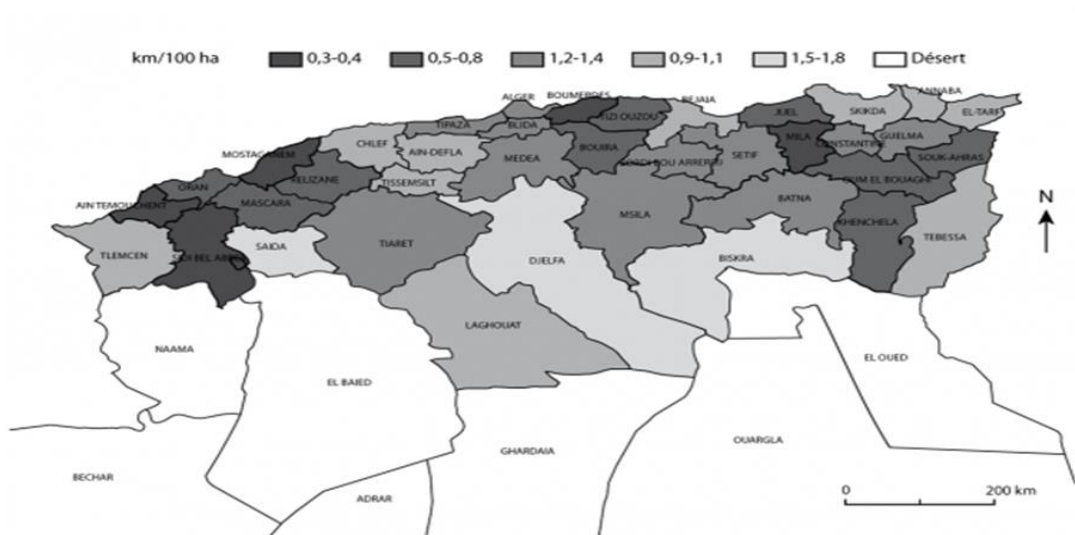 km/100 ha 0,3-0,4 0,5-0,8 1,2-1,4 0,9-1,1 1,5-1,8 Désert
ALGER BOUMERDES BEJAIA ANNABA
TIPAZA BLIDA TIZI OUZOU JIJEL SKIKDA EL-TARF
MOSTAGANEM CHLEF AIN-DEFLA MEDEA BOUIRA SETIF MILA CONSTANTINE GUELMA
SOUK-AHRAS
ORAN RELIZANE TISSEMSILT OUM EL BOUAGHI
AIN TEMOUCHENT MASCARA MSILA BATNA KHENCHELA
N
TLEMCEN SAIDA TIARET DJELFA BISKRA TEBESSA
SIDI BEL ABBES
LAGHOUAT
NAAMA EL BAIED EL OUED
BECHAR ADRAR GHARDAIA OUARGLA
0 200 km